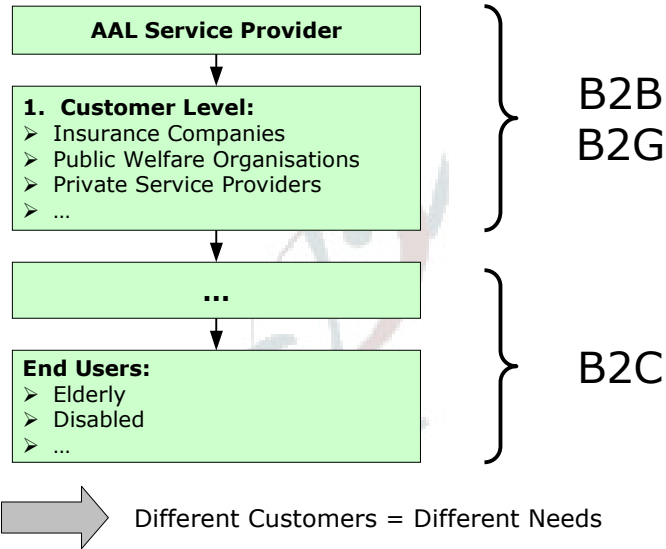 AAL Service Provider
1. Customer Level:
➢ Insurance Companies
➢ Public Welfare Organisations
➢ Private Service Providers
➢ ...
B2B
B2G
...
End Users:
➢ Elderly
➢ Disabled
➢ ...
B2C
Different Customers = Different Needs